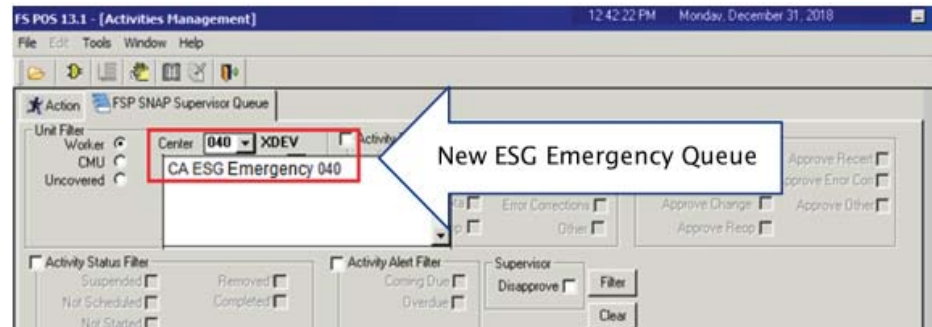 FS POS 13.1 - [Activities Management] 12:42:22 PM Monday, December 31, 2018
File Edit Tools Window Help
Action FSP SNAP Supervisor Queue
Unit Filter
Worker Center 040 XDEV Activity
CMU CA ESG Emergency 040 New ESG Emergency Queue Approve Recert
Uncovered Approve Error Corr
Error Corrections Approve Change Approve Other
Other Approve Reop
Activity Status Filter Activity Alert Filter Supervisor
Suspended Removed Coming Due Disapprove Filter
Not Scheduled Completed Overdue
Not Started Clear